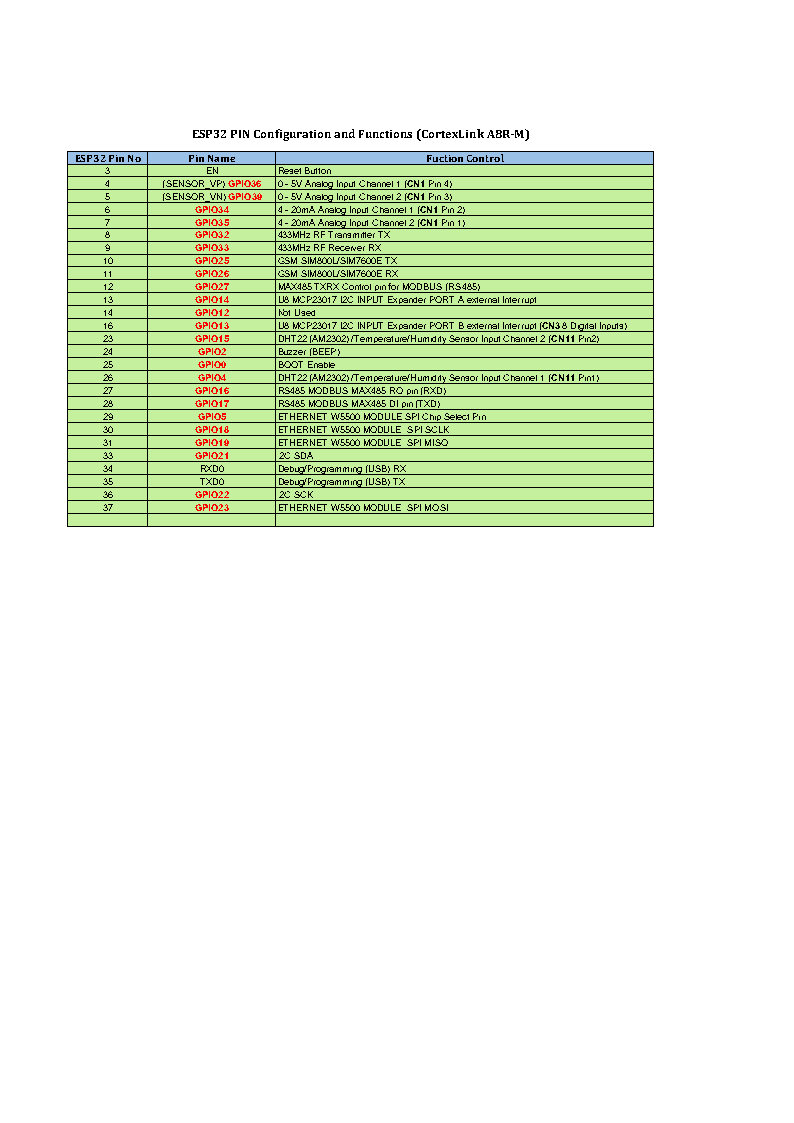 ESP32 PIN Configuration and Functions (CortexLink A8R-M)
ESP32 Pin No Pin Name Fuction Control
3 EN Reset Button
4 (SENSOR_VP) GPIO36 0 - 5V Analog Input Channel 1 (CN1 Pin 4)
5 (SENSOR_VN) GPIO39 0 - 5V Analog Input Channel 2 (CN1 Pin 3)
6 GPIO34 4 - 20mA Analog Input Channel 1 (CN1 Pin 2)
7 GPIO35 4 - 20mA Analog Input Channel 2 (CN1 Pin 1)
8 GPIO32 433MHz RF Transmitter TX
9 GPIO33 433MHz RF Receiver RX
10 GPIO25 GSM SIM800L/SIM7600E TX
11 GPIO26 GSM SIM800L/SIM7600E RX
12 GPIO27 MAX485 TXRX Control pin for MODBUS (RS485)
13 GPIO14 U8 MCP23017 I2C INPUT Expander PORT A external Interrupt
14 GPIO12 Not Used
16 GPIO13 U8 MCP23017 I2C INPUT Expander PORT B external Interrupt (CN3 8 Digital Inputs)
23 GPIO15 DHT22 (AM2302) /Temperature/Humidity Sensor Input Channel 2 (CN11 Pin2)
24 GPIO2 Buzzer (BEEP)
25 GPIO0 BOOT Enable
26 GPIO4 DHT22 (AM2302) /Temperature/Humidity Sensor Input Channel 1 (CN11 Pin1)
27 GPIO16 RS485 MODBUS MAX485 RO pin (RXD)
28 GPIO17 RS485 MODBUS MAX485 DI pin (TXD)
29 GPIO5 ETHERNET W5500 MODULE SPI Chip Select Pin
30 GPIO18 ETHERNET W5500 MODULE SPI SCLK
31 GPIO19 ETHERNET W5500 MODULE SPI MISO
33 GPIO21 I2C SDA
34 RXD0 Debug/Programming (USB) RX
35 TXD0 Debug/Programming (USB) TX
36 GPIO22 I2C SCK
37 GPIO23 ETHERNET W5500 MODULE SPI MOSI